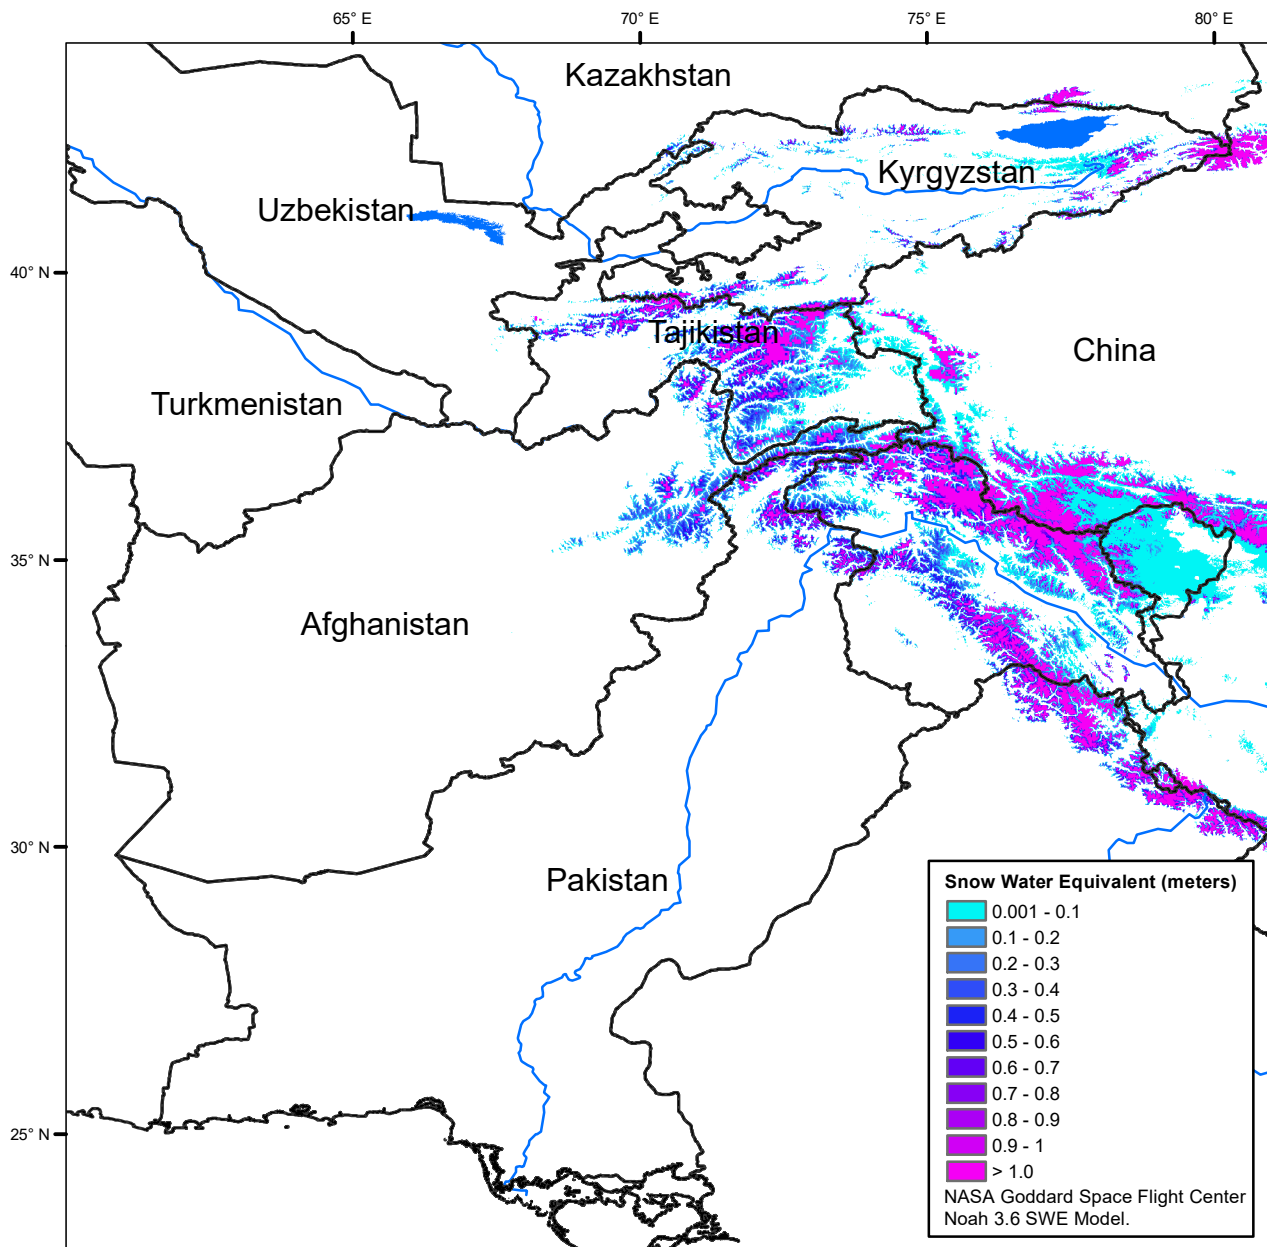 65° E
70° E
75° E
80° E
Kazakhstan
Kyrgyzstan
Uzbekistan
40° N
Tajikistan
China
Turkmenistan
35° N
Afghanistan
30° N
Pakistan
25° N
Snow Water Equivalent (meters)
0.001 - 0.1
0.1 - 0.2
0.2 - 0.3
0.3 - 0.4
0.4 - 0.5
0.5 - 0.6
0.6 - 0.7
0.7 - 0.8
0.8 - 0.9
0.9 - 1
> 1.0
NASA Goddard Space Flight Center
Noah 3.6 SWE Model.